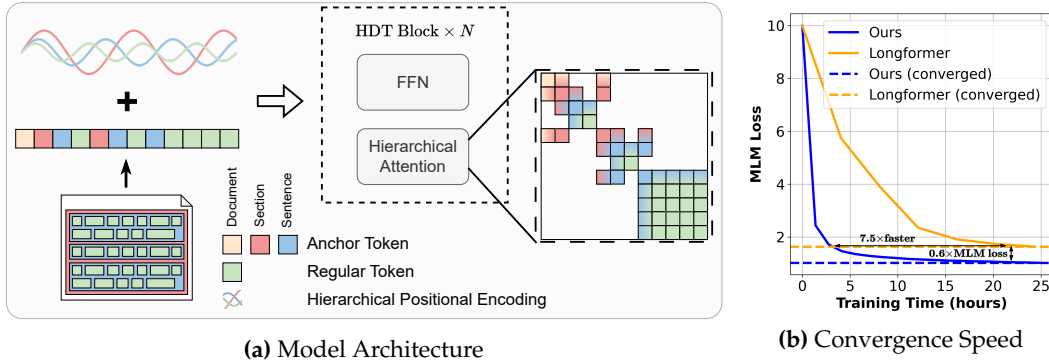 HDT Block × N
FFN
Hierarchical
Attention
+
Document
Section
Sentence
Anchor Token
Regular Token
Hierarchical Positional Encoding
(a) Model Architecture
Ours
Longformer
Ours (converged)
Longformer (converged)
MLM Loss
10
8
6
4
2
7.5×faster
0.6×MLM loss
0 5 10 15 20 25
Training Time (hours)
(b) Convergence Speed